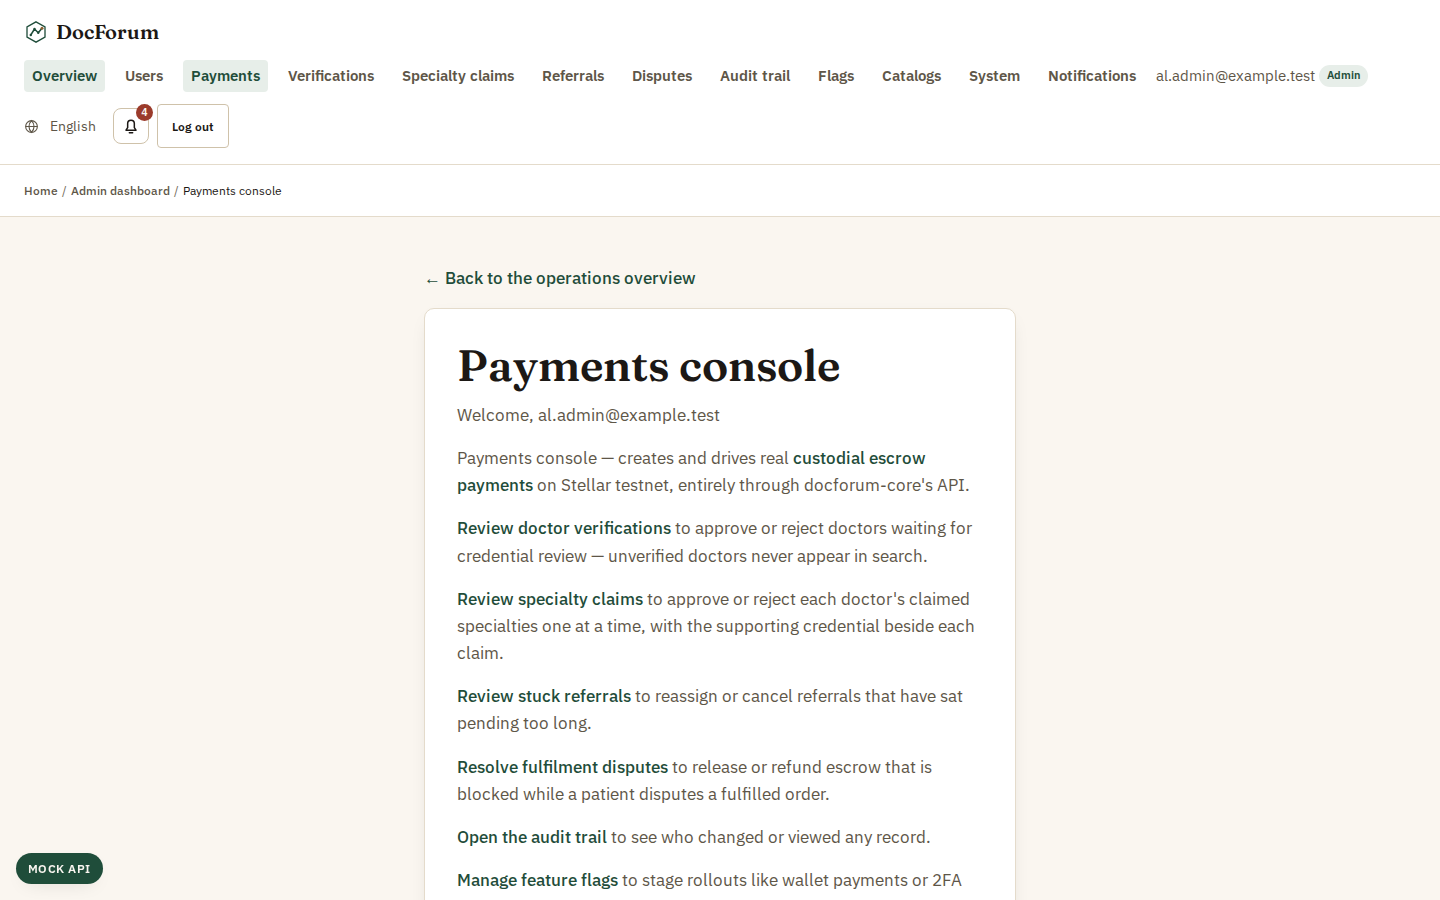 DocForum
Overview Users Payments Verifications Specialty claims Referrals Disputes Audit trail Flags Catalogs System Notifications al.admin@example.test Admin
English 4 Log out
Home / Admin dashboard / Payments console
← Back to the operations overview
Payments console
Welcome, al.admin@example.test
Payments console — creates and drives real custodial escrow
payments on Stellar testnet, entirely through docforum-core's API.
Review doctor verifications to approve or reject doctors waiting for
credential review — unverified doctors never appear in search.
Review specialty claims to approve or reject each doctor's claimed
specialties one at a time, with the supporting credential beside each
claim.
Review stuck referrals to reassign or cancel referrals that have sat
pending too long.
Resolve fulfilment disputes to release or refund escrow that is
blocked while a patient disputes a fulfilled order.
Open the audit trail to see who changed or viewed any record.
Manage feature flags to stage rollouts like wallet payments or 2FA
MOCK API